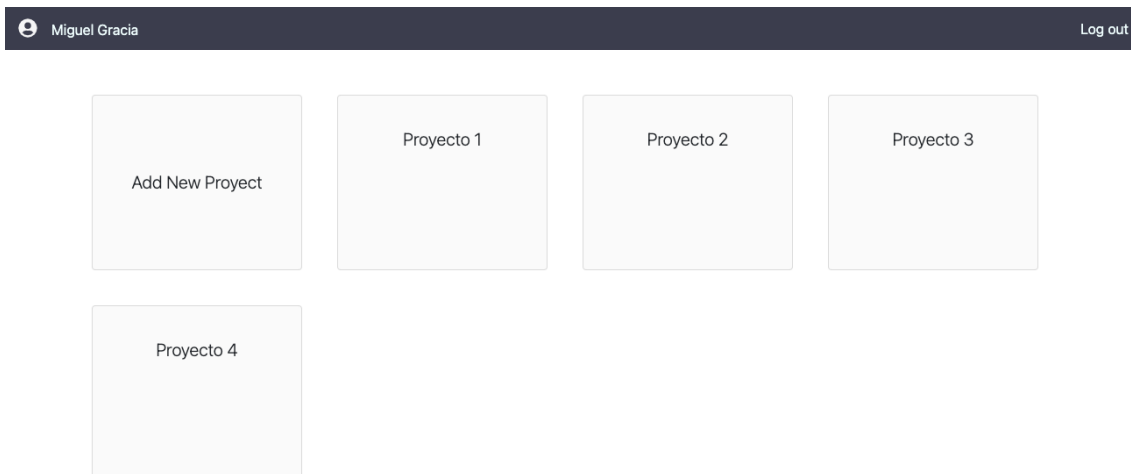 Miguel Gracia
Log out
Add New Proyect
Proyecto 1
Proyecto 2
Proyecto 3
Proyecto 4